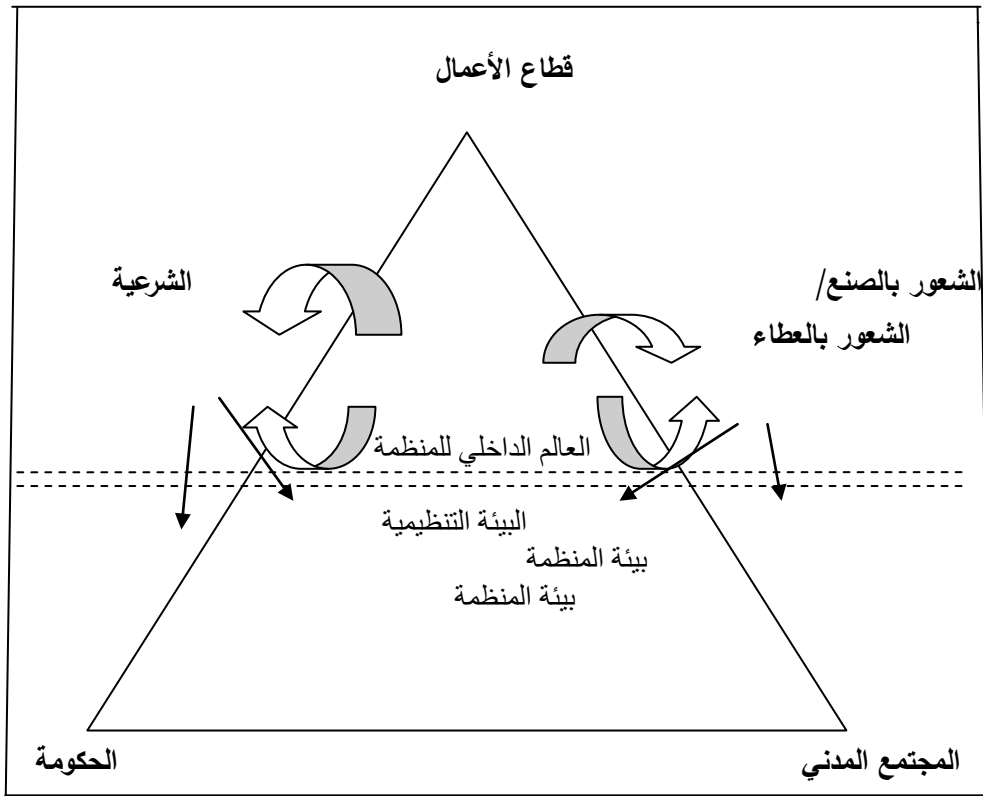 قطاع الأعمال
الشعور بالصنع/
الشعور بالعطاء
الشرعية
العالم الداخلي للمنظمة
البيئة التنظيمية
بيئة المنظمة
بيئة المنظمة
المجتمع المدني
الحكومة